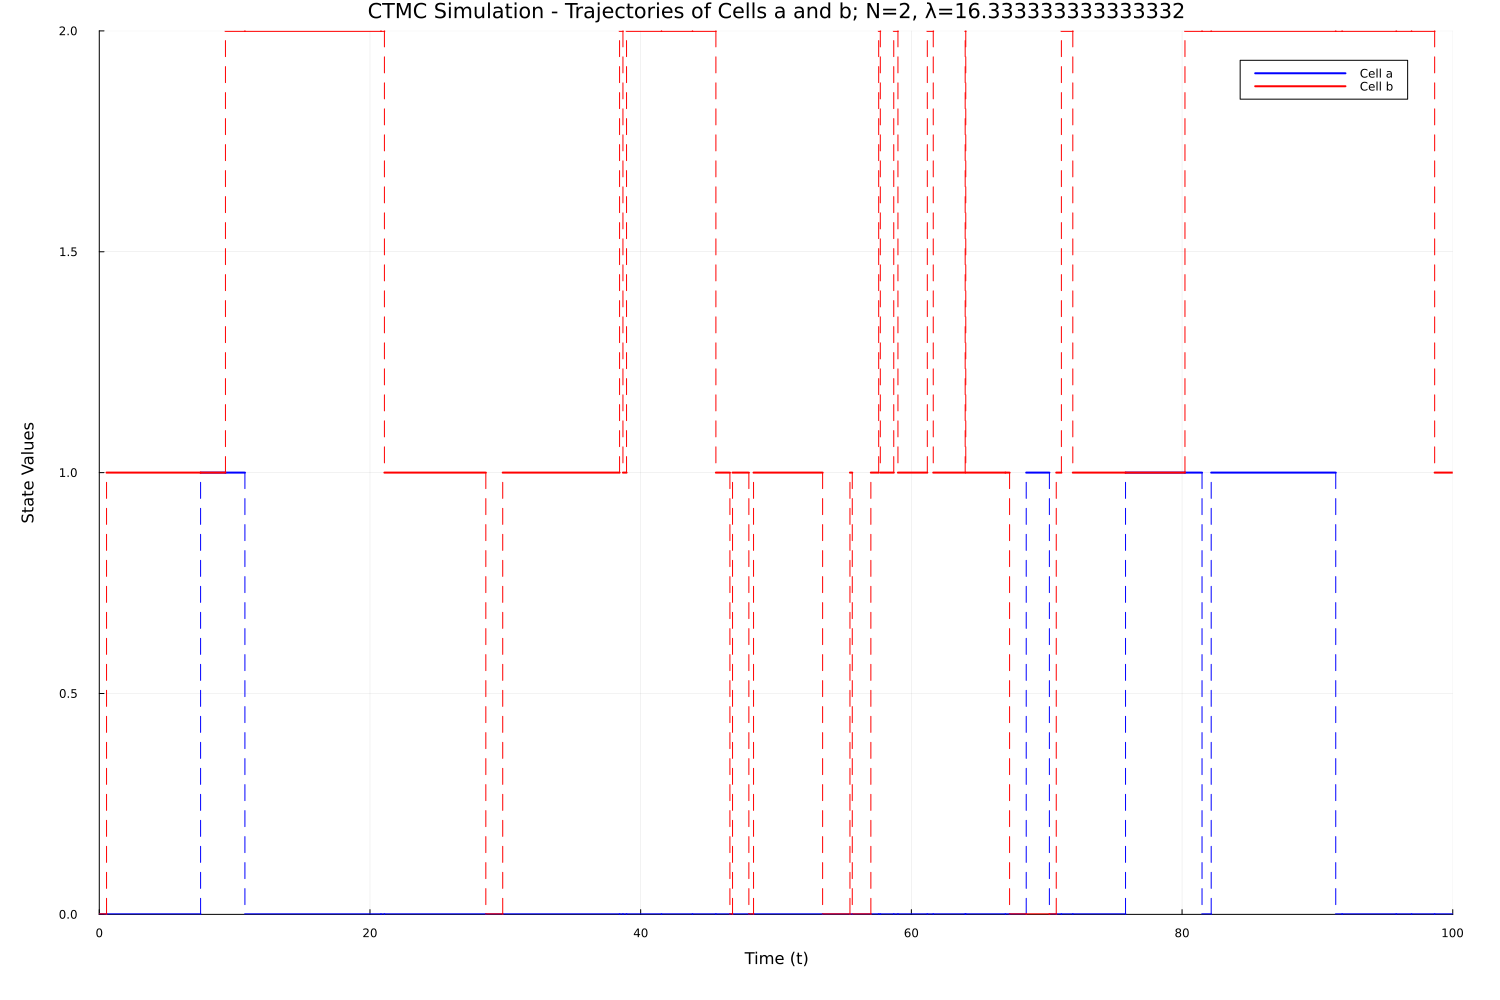 CTMC Simulation - Trajectories of Cells a and b; N=2, λ=16.333333333333332
2.0
Cell a
Cell b
1.5
1.0
State Values
0.5
0.0
0 20 40 60 80 100
Time (t)